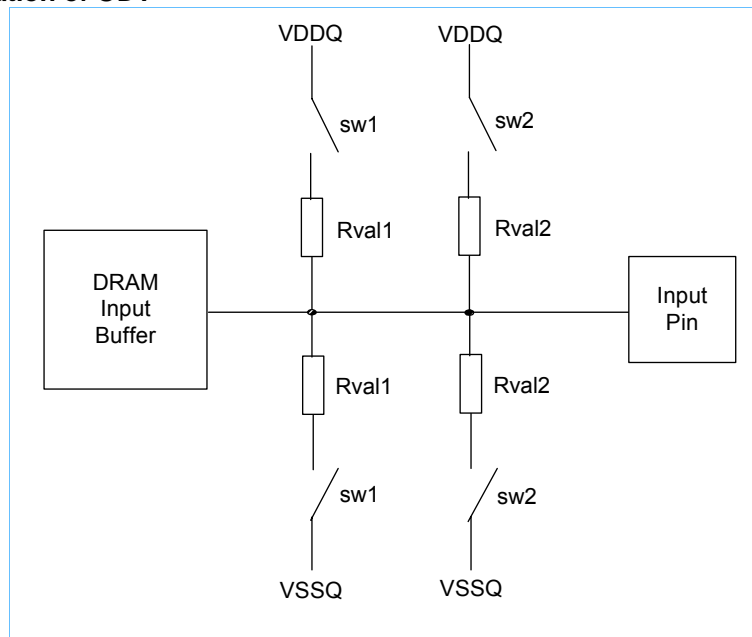 VDDQ
VDDQ
sw1
sw2
Rval1
Rval2
DRAM
Input
Buffer
Input
Pin
Rval1
Rval2
sw1
sw2
VSSQ
VSSQ